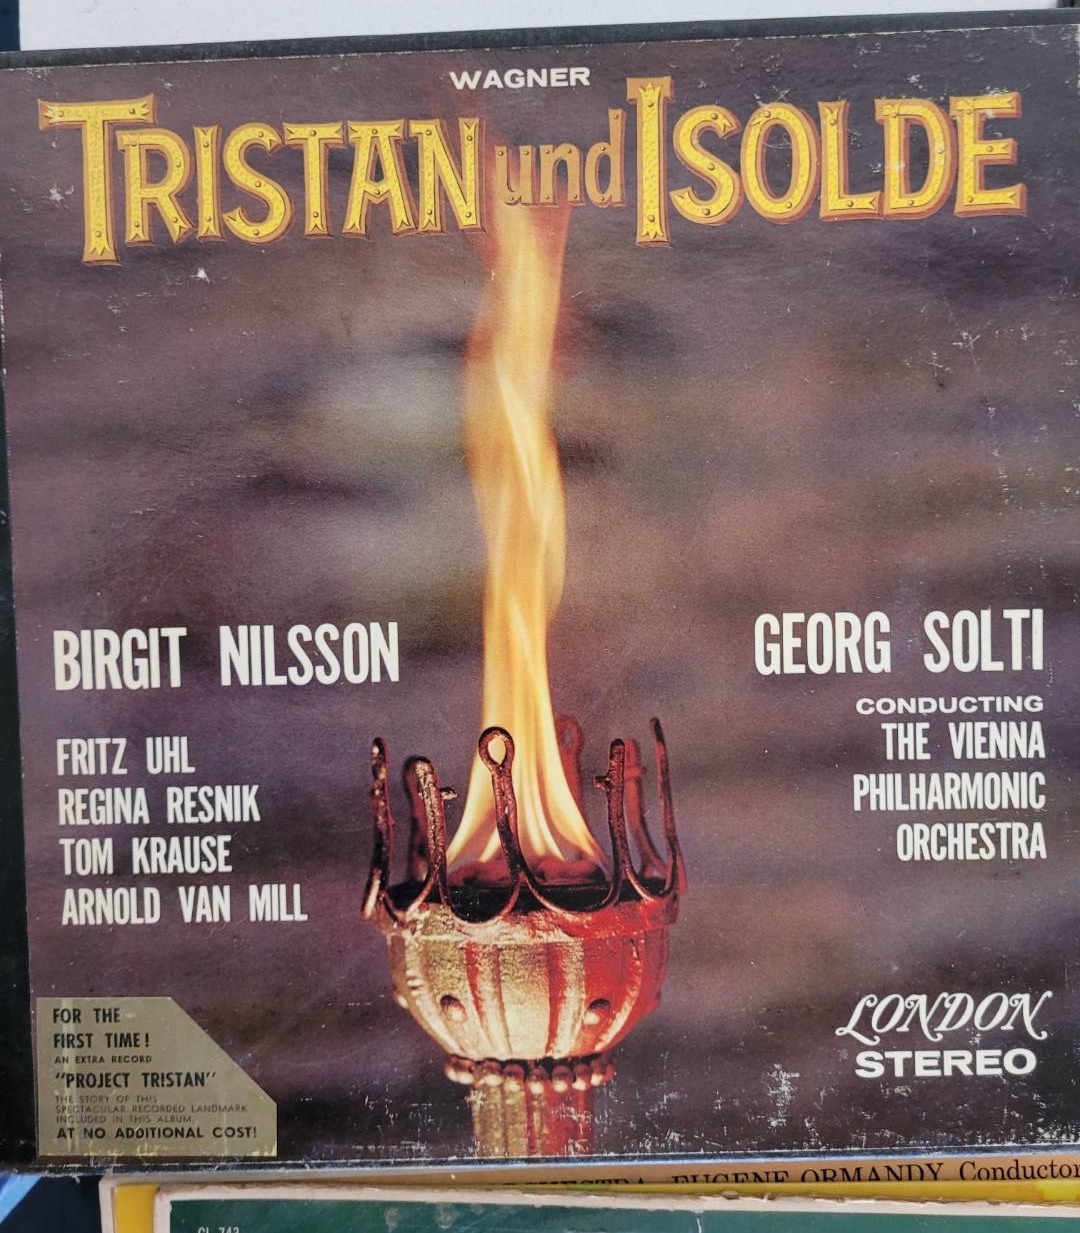 WAGNER
TRISTAN und ISOLDE
BIRGIT NILSSON
FRITZ UHL
REGINA RESNIK
TOM KRAUSE
ARNOLD VAN MILL
GEORG SOLTI
CONDUCTING
THE VIENNA
PHILHARMONIC
ORCHESTRA
FOR THE
FIRST TIME!
AN EXTRA RECORD
"PROJECT TRISTAN"
THE STORY OF THIS
SPECTACULAR RECORDED LANDMARK
INCLUDED IN THIS ALBUM,
AT NO ADDITIONAL COST!
LONDON
STEREO
EUGENE ORMANDY Conductor
CL 743